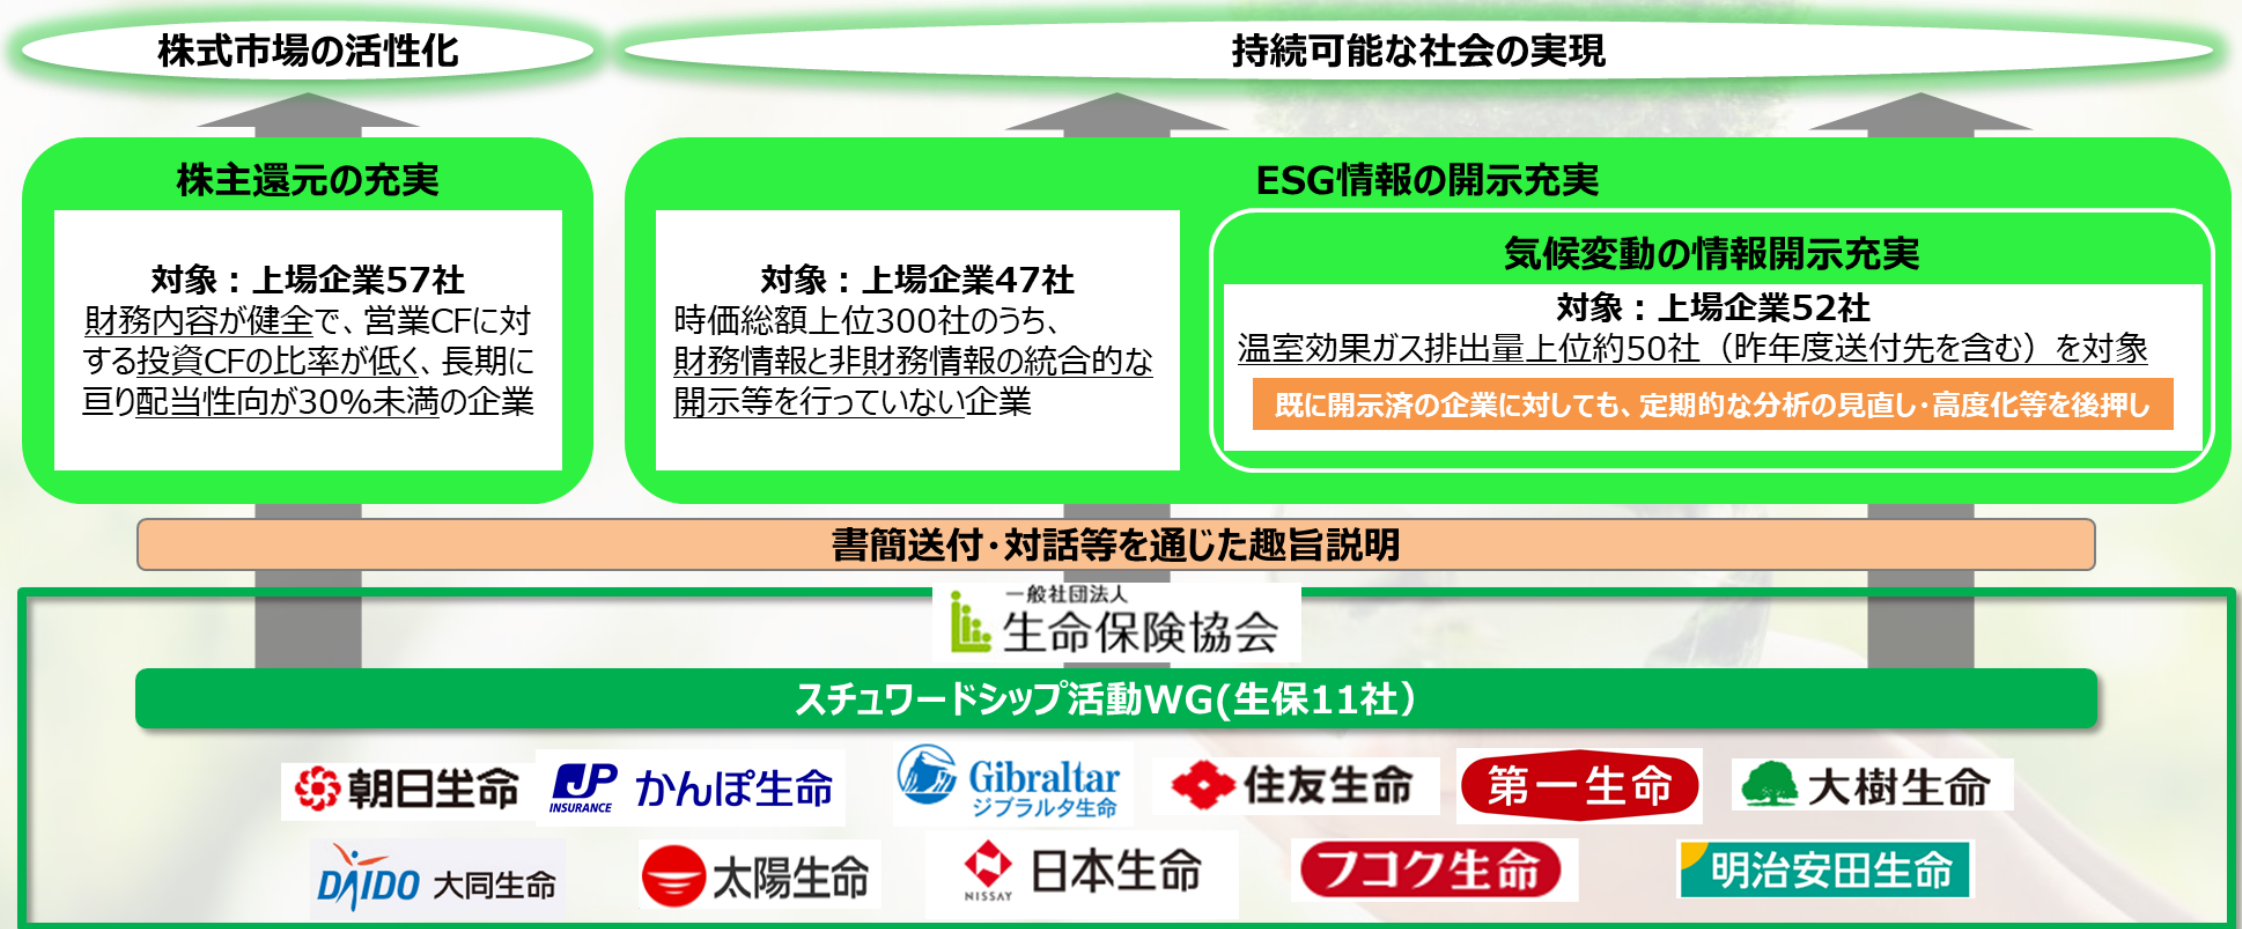 株式市場の活性化
持続可能な社会の実現
株主還元の充実
対象：上場企業57社
財務内容が健全で、営業CFに対
する投資CFの比率が低く、長期に
亘り配当性向が30%未満の企業
ESG情報の開示充実
対象：上場企業47社
時価総額上位300社のうち、
財務情報と非財務情報の統合的な
開示等を行っていない企業
気候変動の情報開示充実
対象：上場企業52社
温室効果ガス排出量上位約50社（昨年度送付先を含む）を対象
既に開示済の企業に対しても、定期的な分析の見直し・高度化等を後押し
書簡送付・対話等を通じた趣旨説明
一般社団法人
生命保険協会
スチュワードシップ活動WG(生保11社）
朝日生命
JP INSURANCE かんぽ生命
Gibraltar
ジブラルタ生命
住友生命
第一生命
大樹生命
DAIDO 大同生命
太陽生命
NISSAY 日本生命
フコク生命
明治安田生命